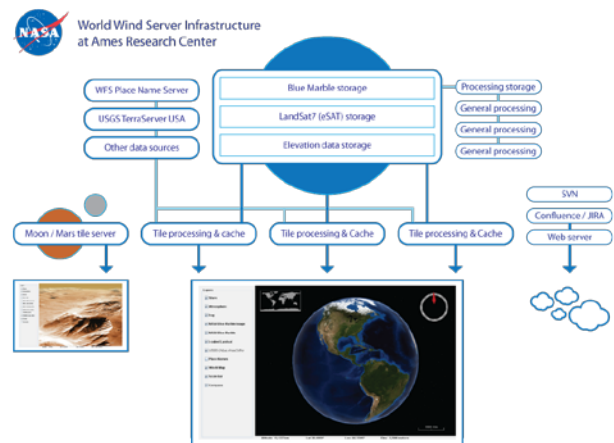 NASA
World Wind Server Infrastructure
at Ames Research Center
WFS Place Name Server
USGS TerraServer USA
Other data sources
Blue Marble storage
LandSat7 (eSAT) storage
Elevation data storage
Processing storage
General processing
General processing
General processing
SVN
Confluence / JIRA
Web server
Moon / Mars tile server
Tile processing & cache
Tile processing & Cache
Tile processing & Cache